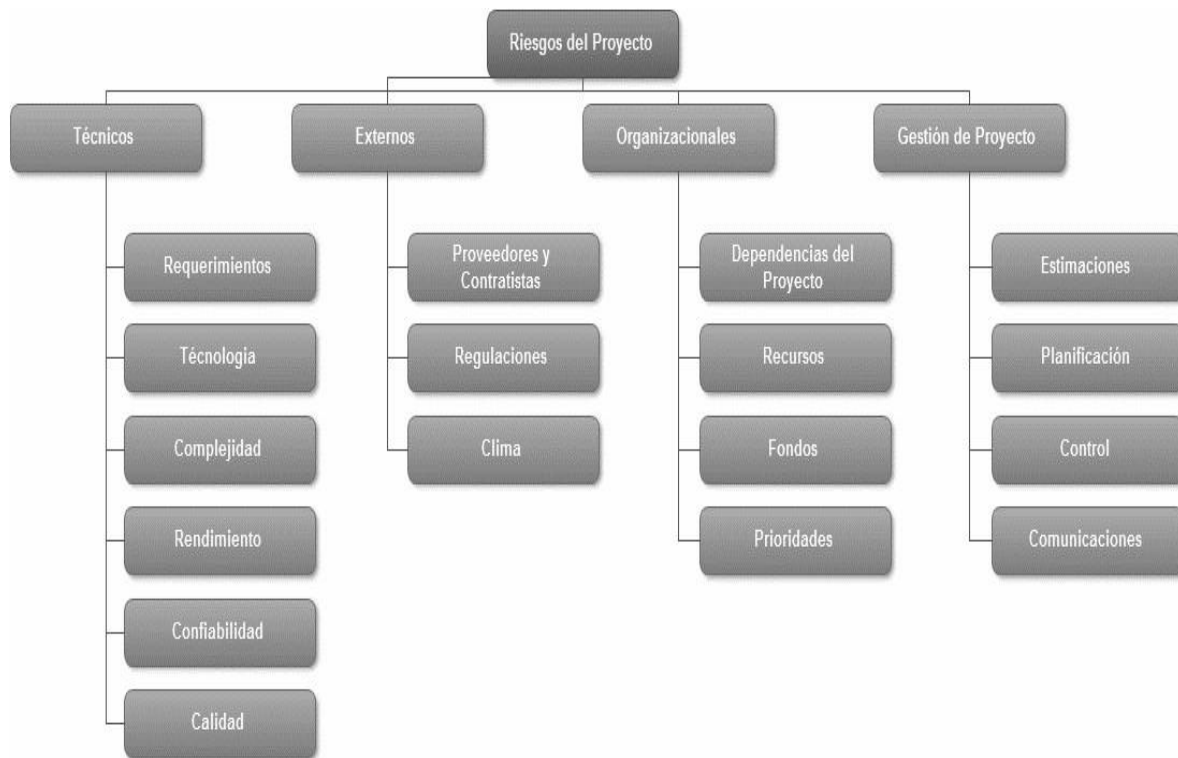 Riesgos del Proyecto
Técnicos
Externos
Organizacionales
Gestión de Proyecto
Requerimientos
Técnologia
Complejidad
Rendimiento
Confiabilidad
Calidad
Proveedores y
Contratistas
Regulaciones
Clima
Dependencias del
Proyecto
Recursos
Fondos
Prioridades
Estimaciones
Planificación
Control
Comunicaciones